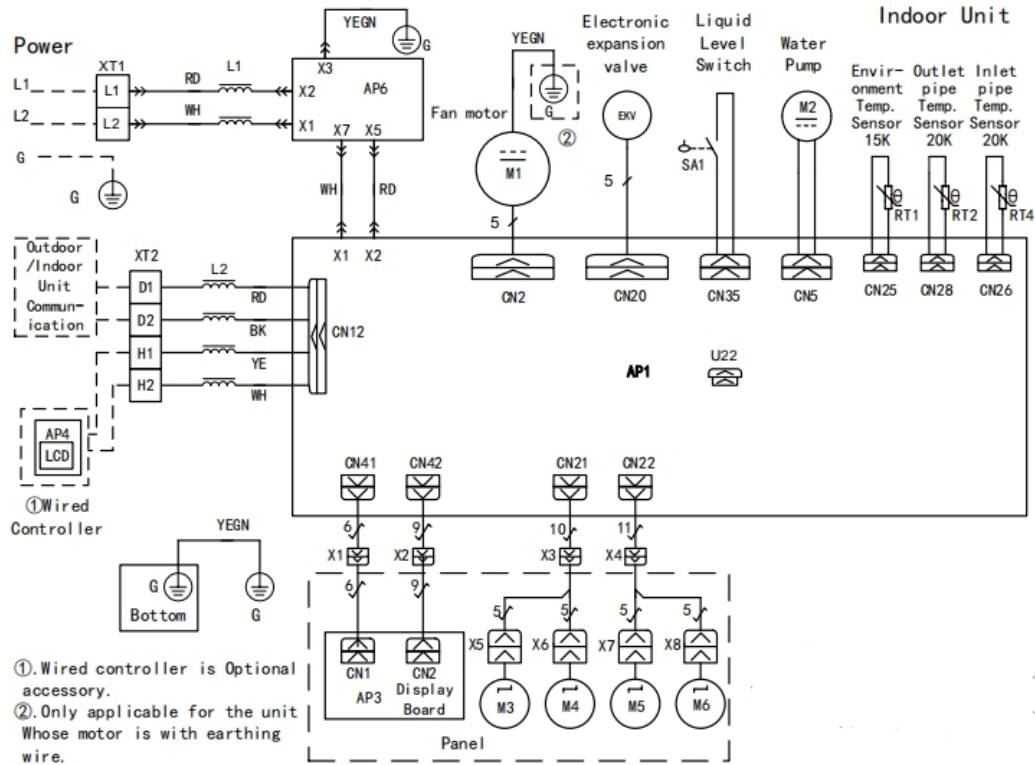 Indoor Unit
Power
XT1
L1
L2
L1
L2
RD
WH
L1
YEGN
G
X3
X2
X1
AP6
X7
X5
WH
RD
G
G
Fan motor
YEGN
G
②
M1
5
Electronic
expansion
valve
EKV
5
Liquid
Level
Switch
SA1
Water
Pump
M2
Envir-
onment
Temp.
Sensor
15K
RT1
Outlet
pipe
Temp.
Sensor
20K
RT2
Inlet
pipe
Temp.
Sensor
20K
RT4
θ
θ
θ
Outdoor
/Indoor
Unit
Commun-
ication
XT2
D1
D2
H1
H2
L2
RD
BK
YE
WH
CN12
X1
X2
CN2
CN20
CN35
CN5
CN25
CN28
CN26
AP1
U22
AP4
LCD
①Wired
Controller
CN41
CN42
CN21
CN22
6
9
10
11
X1
X2
X3
X4
6
9
5
5
5
5
YEGN
G
Bottom
G
X5
X6
X7
X8
CN1
CN2
AP3
Display
Board
M3
M4
M5
M6
Panel
①.Wired controller is Optional
accessory.
②.Only applicable for the unit
Whose motor is with earthing
wire.